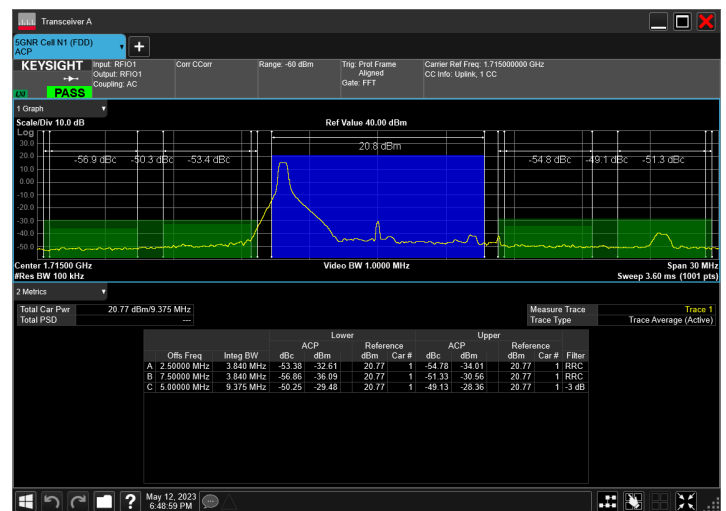 Transceiver A
5GNR Cell N1 (FDD)
ACP
KEYSIGHT
LXI
PASS
Input: RFIO1
Output: RFIO1
Coupling: AC
Corr CCorr
Range: -60 dBm
Trig: Prot Frame
Aligned
Gate: FFT
Carrier Ref Freq: 1.715000000 GHz
CC Info: Uplink, 1 CC
1 Graph
Scale/Div 10.0 dB
Ref Value 40.00 dBm
Log
30.0
20.0
10.0
0.00
-10.0
-20.0
-30.0
-40.0
-50.0
20.8 dBm
-56.9 dBc
-50.3 dBc
-53.4 dBc
-54.8 dBc
-49.1 dBc
-51.3 dBc
Center 1.71500 GHz
Video BW 1.0000 MHz
Span 30 MHz
#Res BW 100 kHz
Sweep 3.60 ms (1001 pts)
2 Metrics
Total Car Pwr 20.77 dBm/9.375 MHz
Total PSD ---
Measure Trace Trace 1
Trace Type Trace Average (Active)
Lower Upper
ACP Reference ACP Reference
Offs Freq Integ BW dBc dBm dBm Car # dBc dBm dBm Car # Filter
A 2.50000 MHz 3.840 MHz -53.38 -32.61 20.77 1 -54.78 -34.01 20.77 1 RRC
B 7.50000 MHz 3.840 MHz -56.86 -36.09 20.77 1 -51.33 -30.56 20.77 1 RRC
C 5.00000 MHz 9.375 MHz -50.25 -29.48 20.77 1 -49.13 -28.36 20.77 1 -3 dB
May 12, 2023
6:48:59 PM